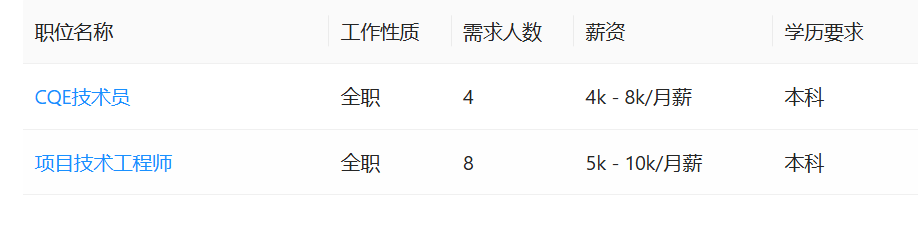 职位名称 工作性质 需求人数 薪资 学历要求
CQE技术员 全职 4 4k - 8k/月薪 本科
项目技术工程师 全职 8 5k - 10k/月薪 本科